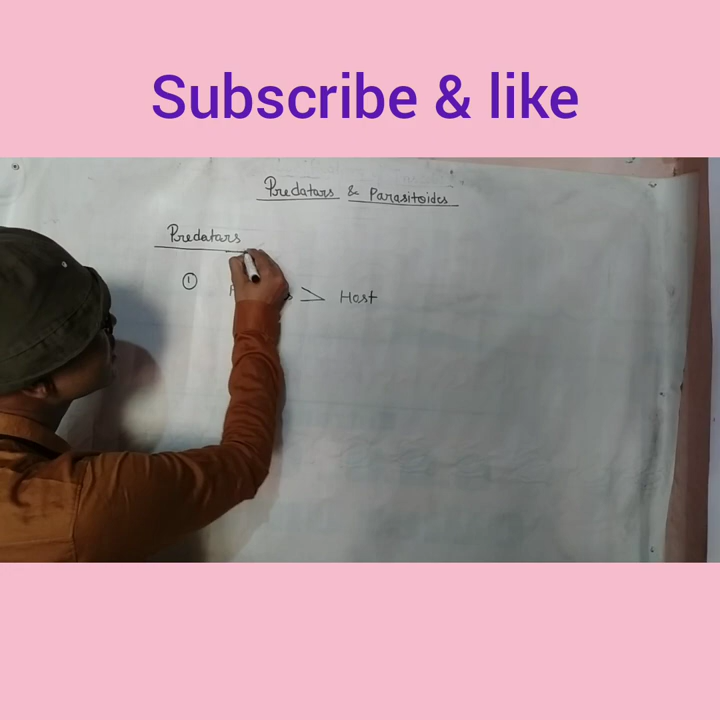 Subscribe & like
Predatars & Parasitoides
Predatars
① > Host